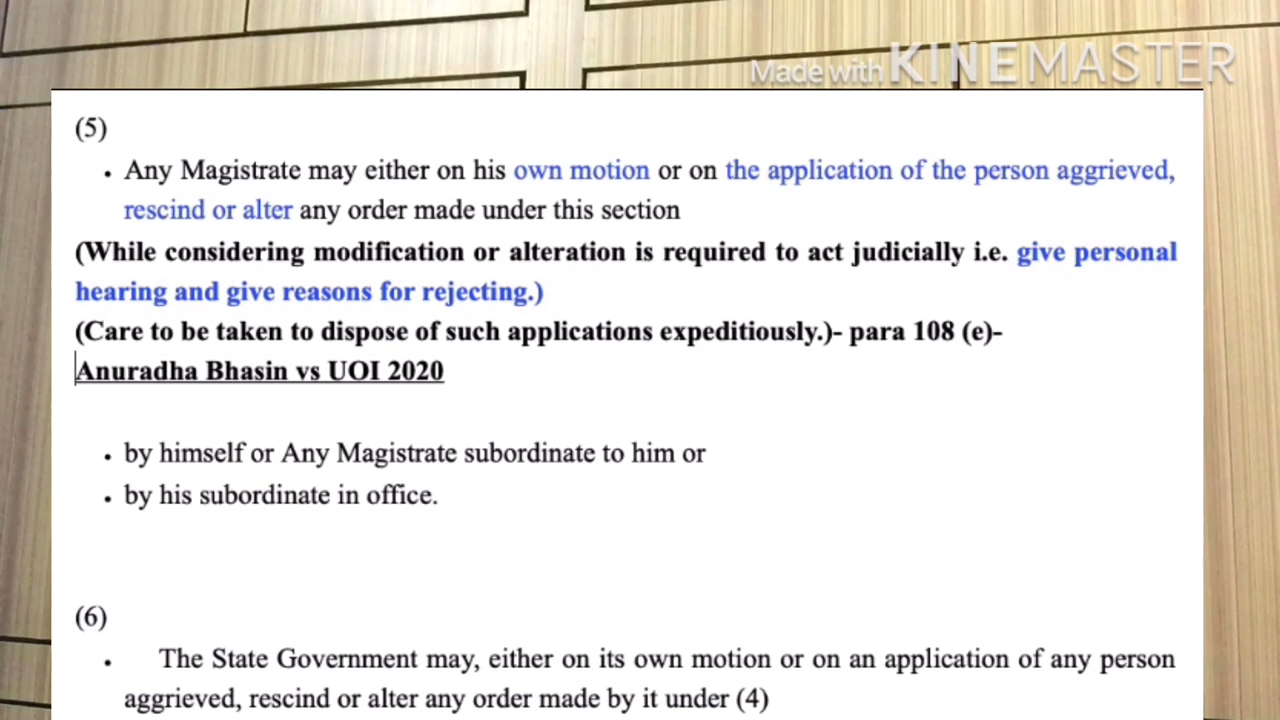 Made with KINEMASTER
(5)
• Any Magistrate may either on his own motion or on the application of the person aggrieved,
rescind or alter any order made under this section
(While considering modification or alteration is required to act judicially i.e. give personal
hearing and give reasons for rejecting.)
(Care to be taken to dispose of such applications expeditiously.)- para 108 (e)-
Anuradha Bhasin vs UOI 2020
• by himself or Any Magistrate subordinate to him or
• by his subordinate in office.
(6)
• The State Government may, either on its own motion or on an application of any person
aggrieved, rescind or alter any order made by it under (4)